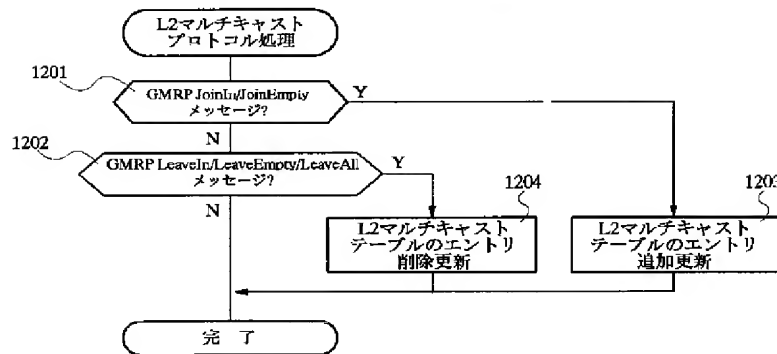 L2マルチキャスト
プロトコル処理
1201
GMRP JoinIn/JoinEmpty
メッセージ?
Y
N
1202
GMRP LeaveIn/LeaveEmpty/LeaveAll
メッセージ?
Y
N
1204
L2マルチキャスト
テーブルのエントリ
削除更新
1203
L2マルチキャスト
テーブルのエントリ
追加更新
完 了